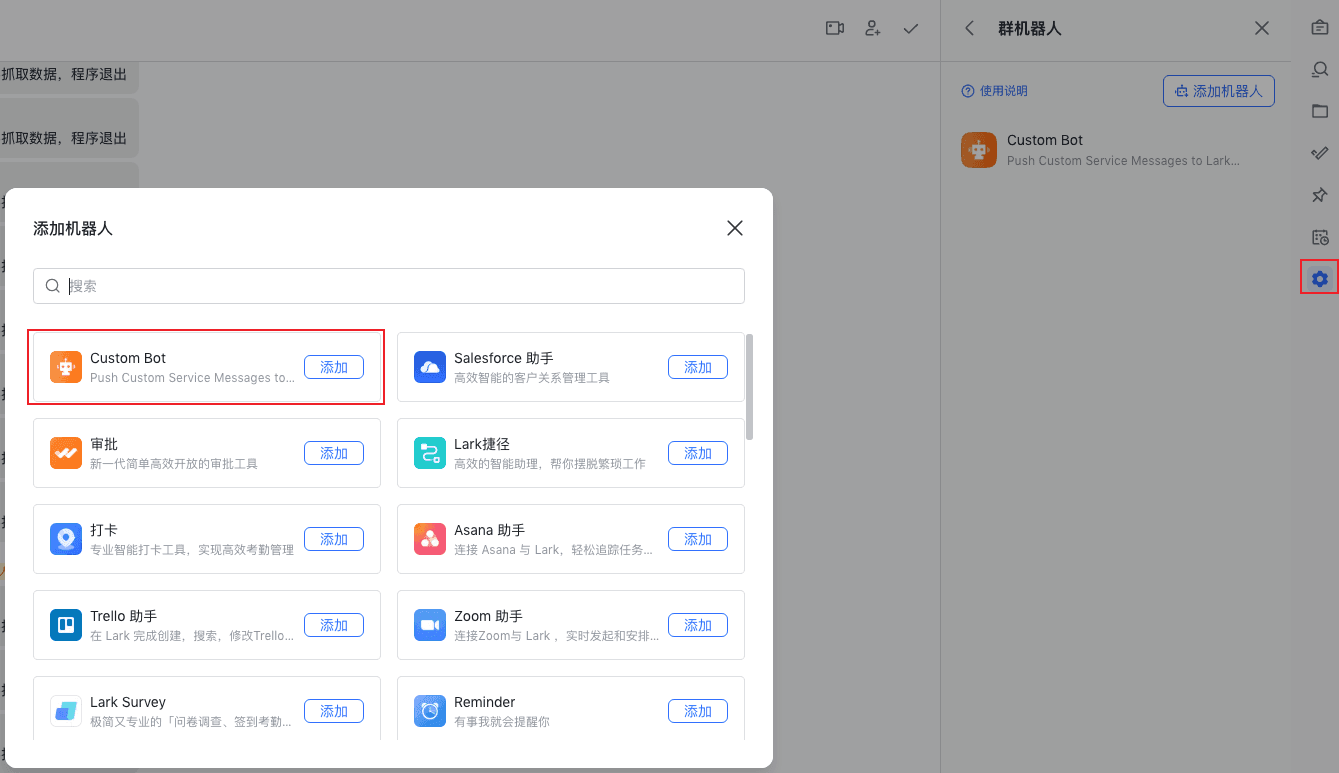 抓取数据，程序退出
抓取数据，程序退出
群机器人
使用说明
添加机器人
Custom Bot
Push Custom Service Messages to Lark...
添加机器人
搜索
Custom Bot
Push Custom Service Messages to...
添加
Salesforce 助手
高效智能的客户关系管理工具
添加
审批
新一代简单高效开放的审批工具
添加
Lark捷径
高效的智能助理，帮你摆脱繁琐工作
添加
打卡
专业智能打卡工具，实现高效考勤管理
添加
Asana 助手
连接 Asana 与 Lark，轻松追踪任务...
添加
Trello 助手
在 Lark 完成创建，搜索，修改Trello...
添加
Zoom 助手
连接Zoom与 Lark ，实时发起和安排...
添加
Lark Survey
极简又专业的「问卷调查、签到考勤...
添加
Reminder
有事我就会提醒你
添加